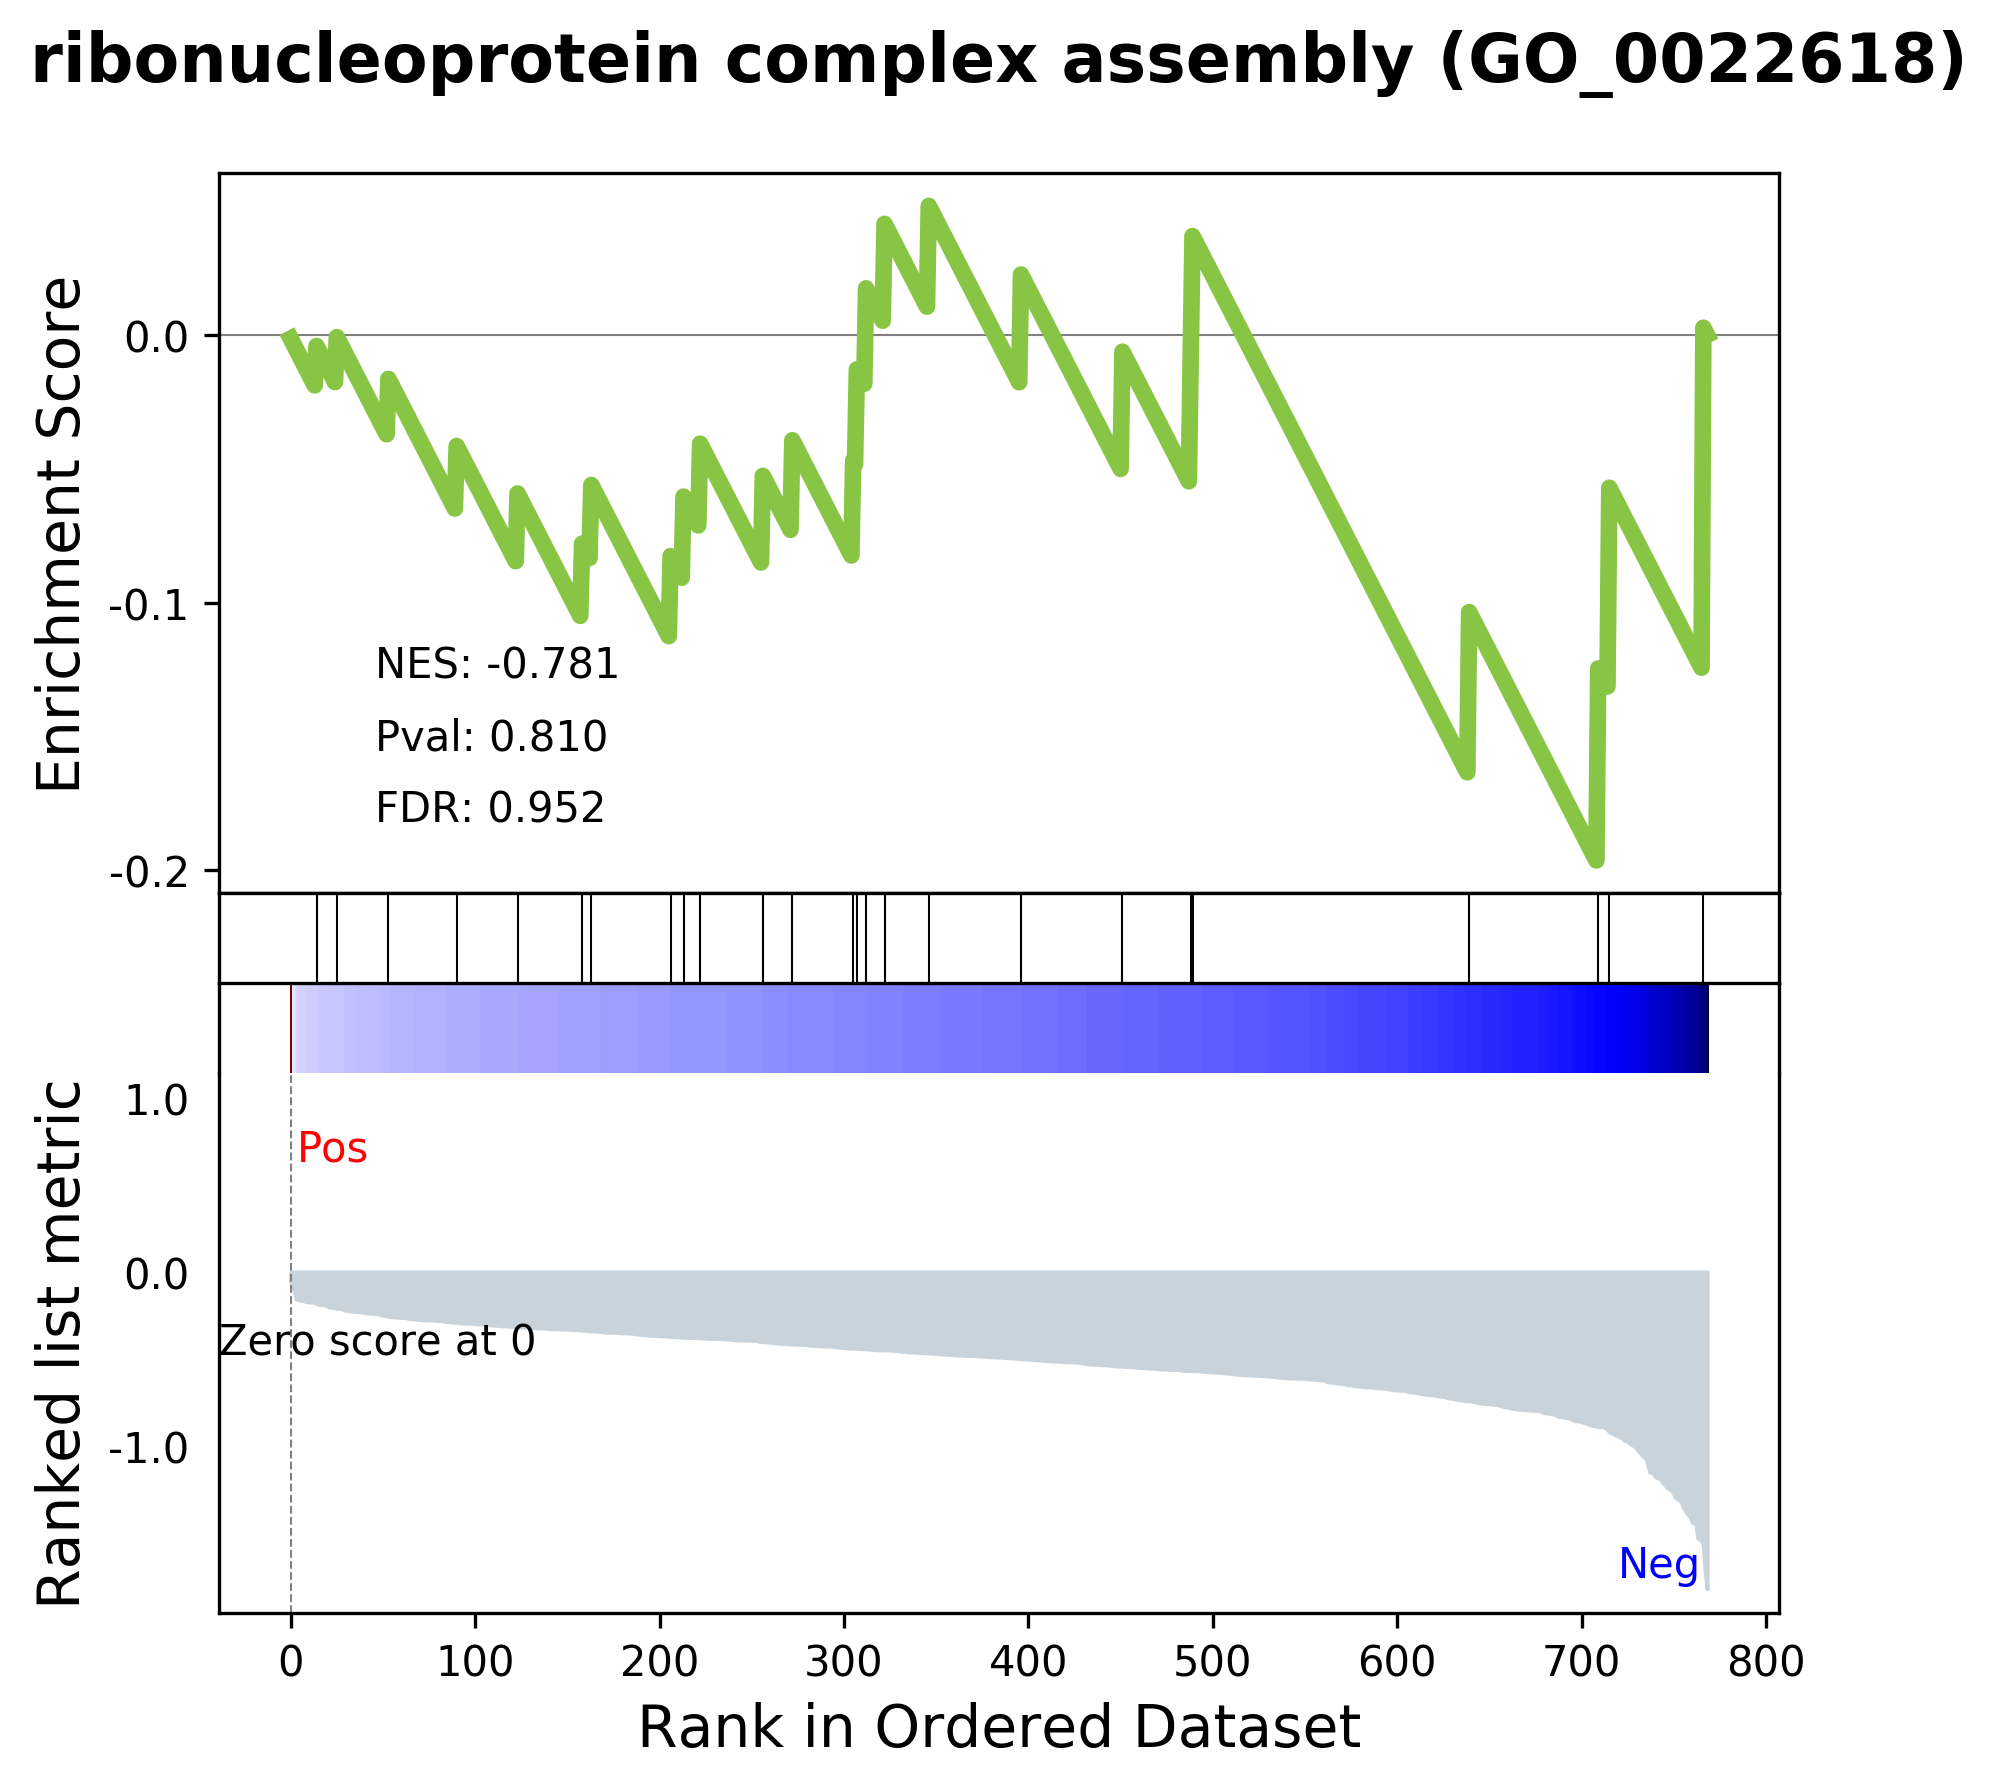 ribonucleoprotein complex assembly (GO_0022618)
Enrichment Score
0.0
-0.1
-0.2
NES: -0.781
Pval: 0.810
FDR: 0.952
Ranked list metric
1.0
0.0
-1.0
Pos
Zero score at 0
Neg
0 100 200 300 400 500 600 700 800
Rank in Ordered Dataset